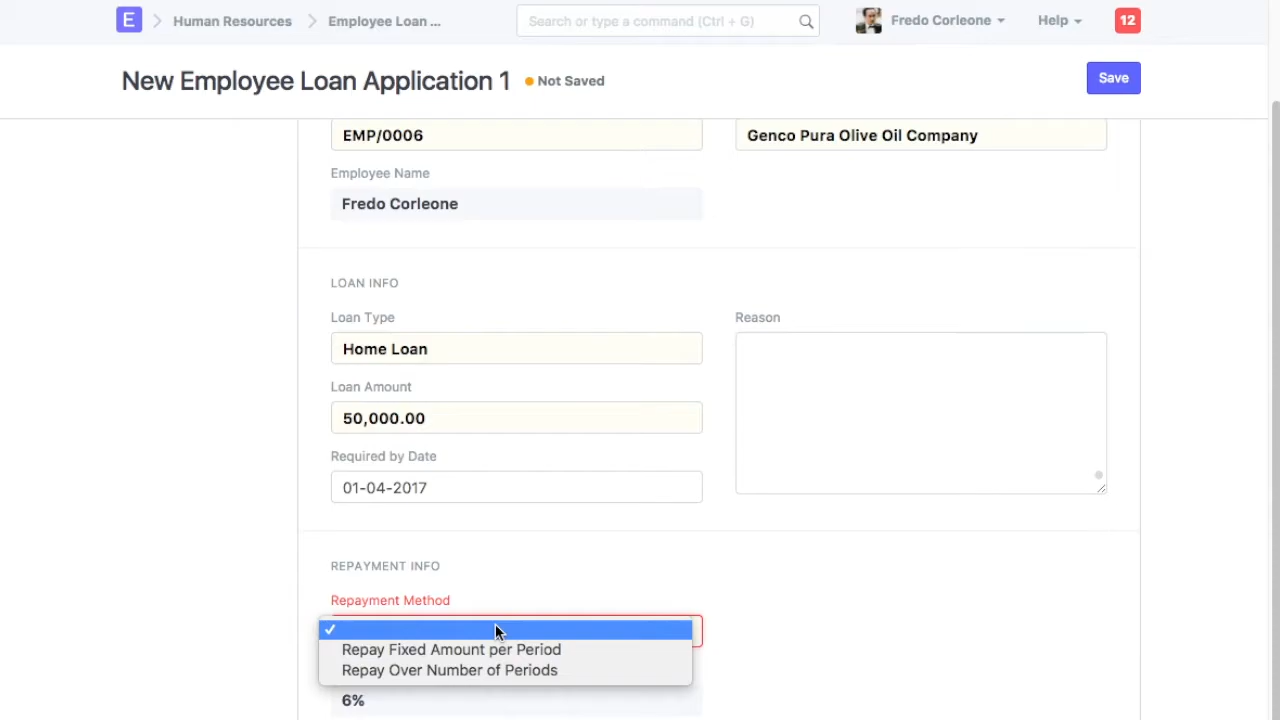 E Human Resources Employee Loan ... Search or type a command (Ctrl + G) Fredo Corleone Help 12
New Employee Loan Application 1 Not Saved Save
EMP/0006 Genco Pura Olive Oil Company
Employee Name
Fredo Corleone
LOAN INFO
Loan Type Reason
Home Loan
Loan Amount
50,000.00
Required by Date
01-04-2017
REPAYMENT INFO
Repayment Method
Repay Fixed Amount per Period
Repay Over Number of Periods
6%